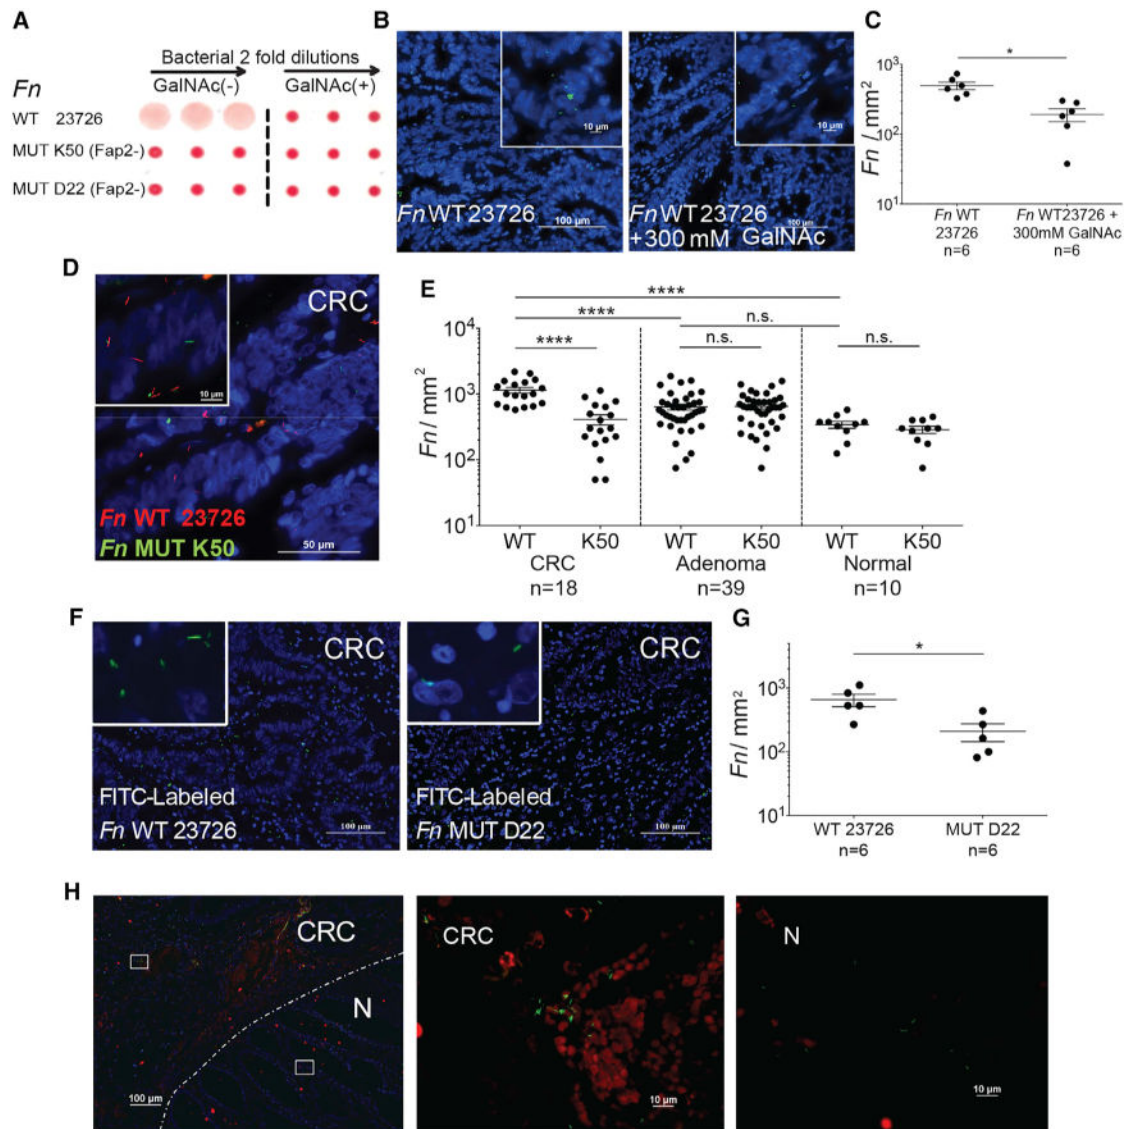 A
Bacterial 2 fold dilutions
GalNAc(-) GalNAc(+)
Fn
WT 23726
MUT K50 (Fap2-)
MUT D22 (Fap2-)
B
10 µm
Fn WT 23726
100 µm
10 µm
Fn WT 23726
+300 mM GalNAc
100 µm
C
*
Fn / mm²
10³
10²
10¹
Fn WT
23726
n=6
Fn WT23726 +
300mM GalNAc
n=6
D
CRC
10 µm
Fn WT 23726
Fn MUT K50
50 µm
E
****
**** n.s.
**** n.s. n.s.
Fn / mm²
10⁴
10³
10²
10¹
WT K50 WT K50 WT K50
CRC Adenoma Normal
n=18 n=39 n=10
F
CRC
FITC-Labeled
Fn WT 23726
100 µm
CRC
FITC-Labeled
Fn MUT D22
100 µm
G
*
Fn / mm²
10³
10²
10¹
WT 23726 MUT D22
n=6 n=6
H
CRC
N
100 µm
CRC
10 µm
N
10 µm